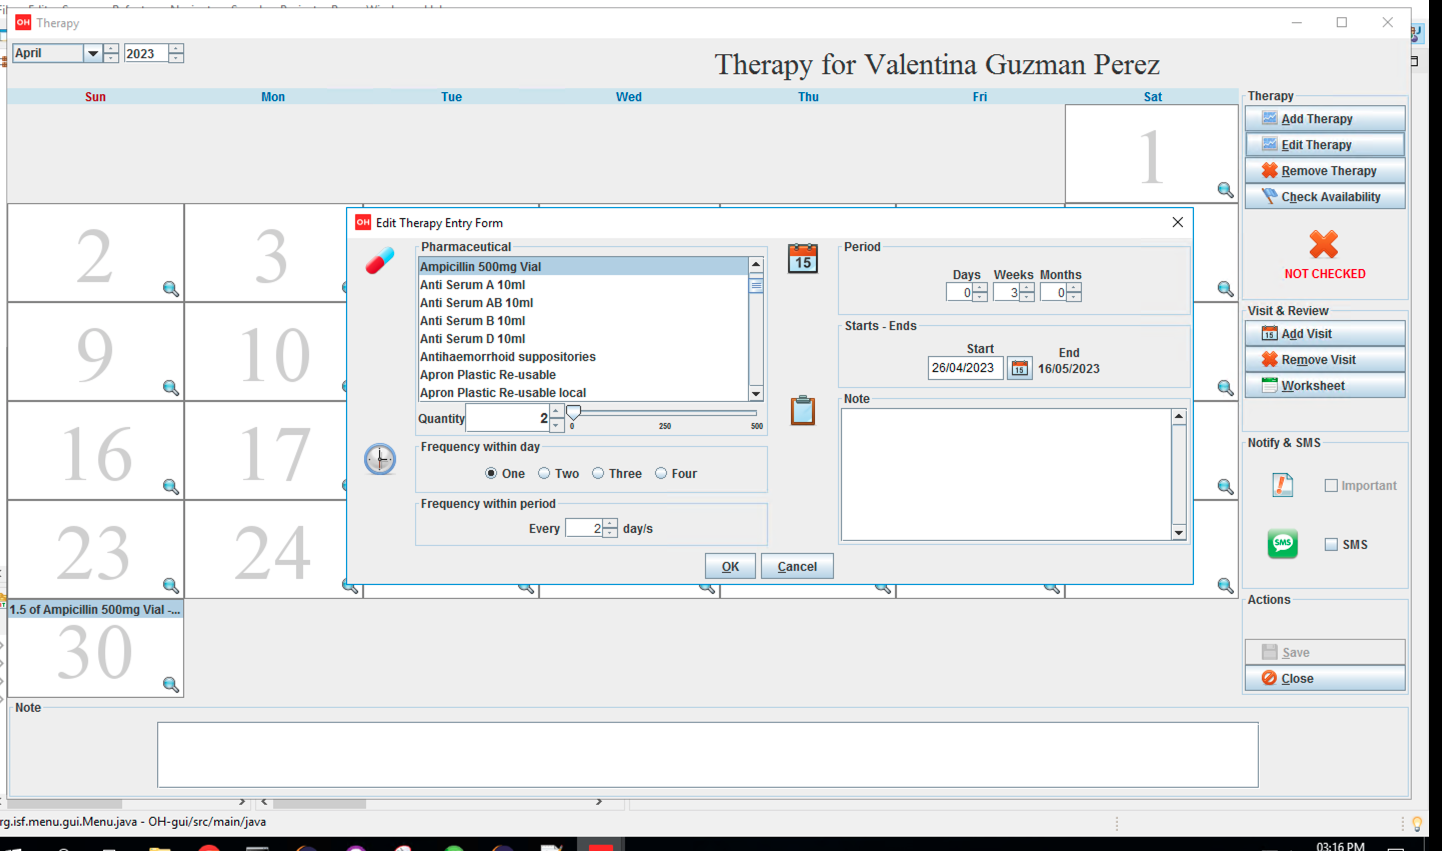 OH Therapy
April 2023
Therapy for Valentina Guzman Perez
Sun Mon Tue Wed Thu Fri Sat
1
2 3
9 10
16 17
23 24
1.5 of Ampicillin 500mg Vial -...
30
Note
Therapy
Add Therapy
Edit Therapy
Remove Therapy
Check Availability
NOT CHECKED
Visit & Review
15 Add Visit
Remove Visit
Worksheet
Notify & SMS
Important
SMS SMS
Actions
Save
Close
OH Edit Therapy Entry Form
Pharmaceutical
Ampicillin 500mg Vial
Anti Serum A 10ml
Anti Serum AB 10ml
Anti Serum B 10ml
Anti Serum D 10ml
Antihaemorrhoid suppositories
Apron Plastic Re-usable
Apron Plastic Re-usable local
Quantity 2
0 250 500
Frequency within day
One Two Three Four
Frequency within period
Every 2 day/s
15
Period
Days Weeks Months
0 3 0
Starts - Ends
Start End
26/04/2023 15 16/05/2023
Note
OK Cancel
rg.isf.menu.gui.Menu.java - OH-gui/src/main/java
03:16 PM